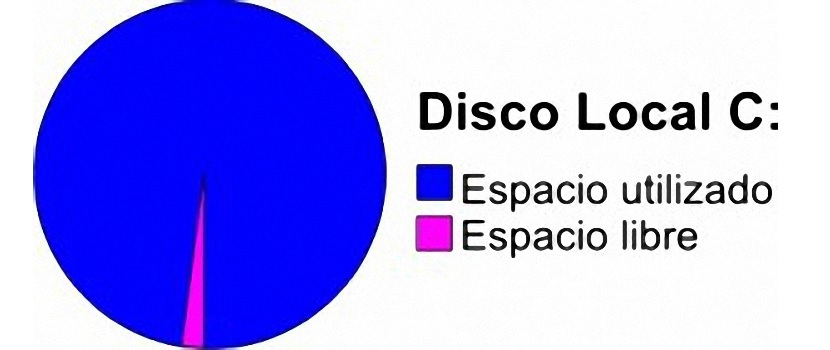 Disco Local C:
Espacio utilizado
Espacio libre